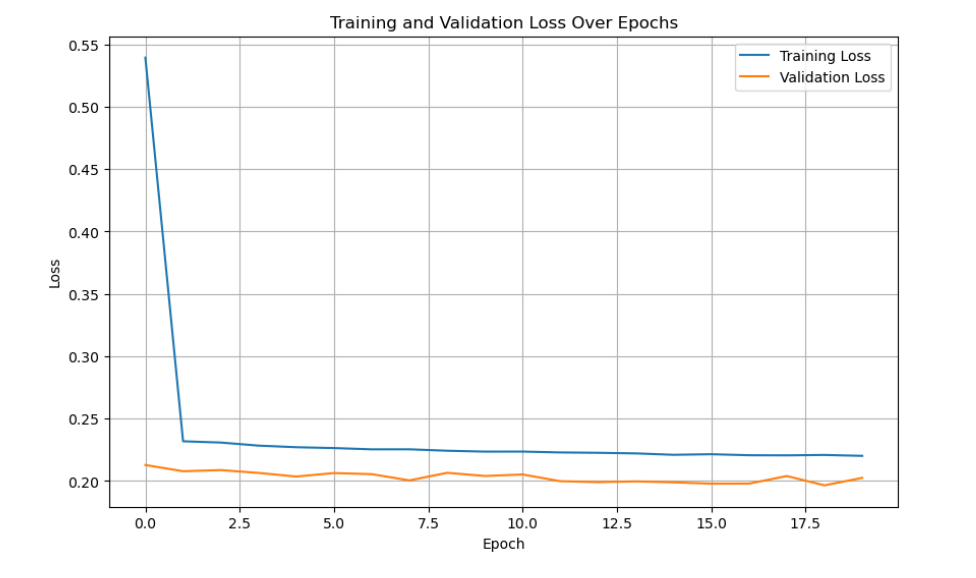 Training and Validation Loss Over Epochs
Training Loss
Validation Loss
0.55
0.50
0.45
0.40
0.35
0.30
0.25
0.20
Loss
0.0 2.5 5.0 7.5 10.0 12.5 15.0 17.5
Epoch